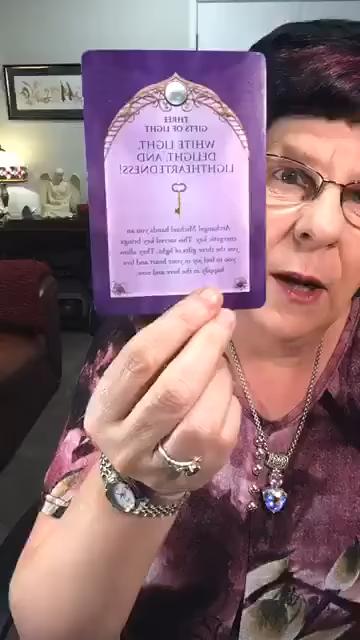 THREE
GIFTS OF LIGHT
WHITE LIGHT,
DELIGHT, AND
LIGHTHEARTEDNESS!
Archangel Michael hands you an
energetic key. This sacred key brings
you the three gifts of light. They allow
you to feel joy in your heart and live
happily in the here and now.